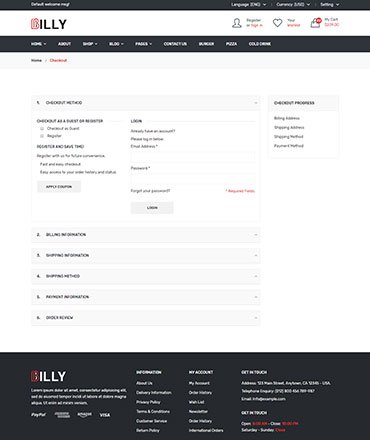 Default welcome msg!
Language (ENG)
Currency (USD)
Setting
BILLY
Register
or Sign in
Your
wishlist
My Cart
HOME
ABOUT
SHOP
BLOG
PAGES
CONTACT US
BURGER
PIZZA
COLD DRINK
Home / Checkout
1. CHECKOUT METHOD
CHECKOUT AS A GUEST OR REGISTER
Checkout as Guest
Register
REGISTER AND SAVE TIME!
Register with us for future convenience.
Fast and easy checkout
Easy access to your order history and status
APPLY COUPON
LOGIN
Already have an account?
Please log in below:
Email Address *
Password *
Forgot your password?
* Required Fields
LOGIN
2. BILLING INFORMATION
3. SHIPPING INFORMATION
4. SHIPPING METHOD
5. PAYMENT INFORMATION
6. ORDER REVIEW
CHECKOUT PROGRESS
Billing Address
Shipping Address
Shipping Method
Payment Method
BILLY
Lorem ipsum dolor sit amet, consectetur
adipisicing elit sed do dolore magna
aliqua. Ut enim ad minim veniam.
PayPal
amazon
VISA
INFORMATION
About Us
Delivery Information
Privacy Policy
Terms & Conditions
Customer Service
Return Policy
MY ACCOUNT
My Account
Order History
Wish List
Newsletter
Order History
International Orders
GET IN TOUCH
Address: 123 Main Street, Anytown, CA 12345 - USA.
Telephone Enquiry: (012) 800 456 789-987
Email: Info@example.com
GET IN TOUCH
Open: 8:00 AM - Close: 10:00 PM
Saturday - Sunday: Close